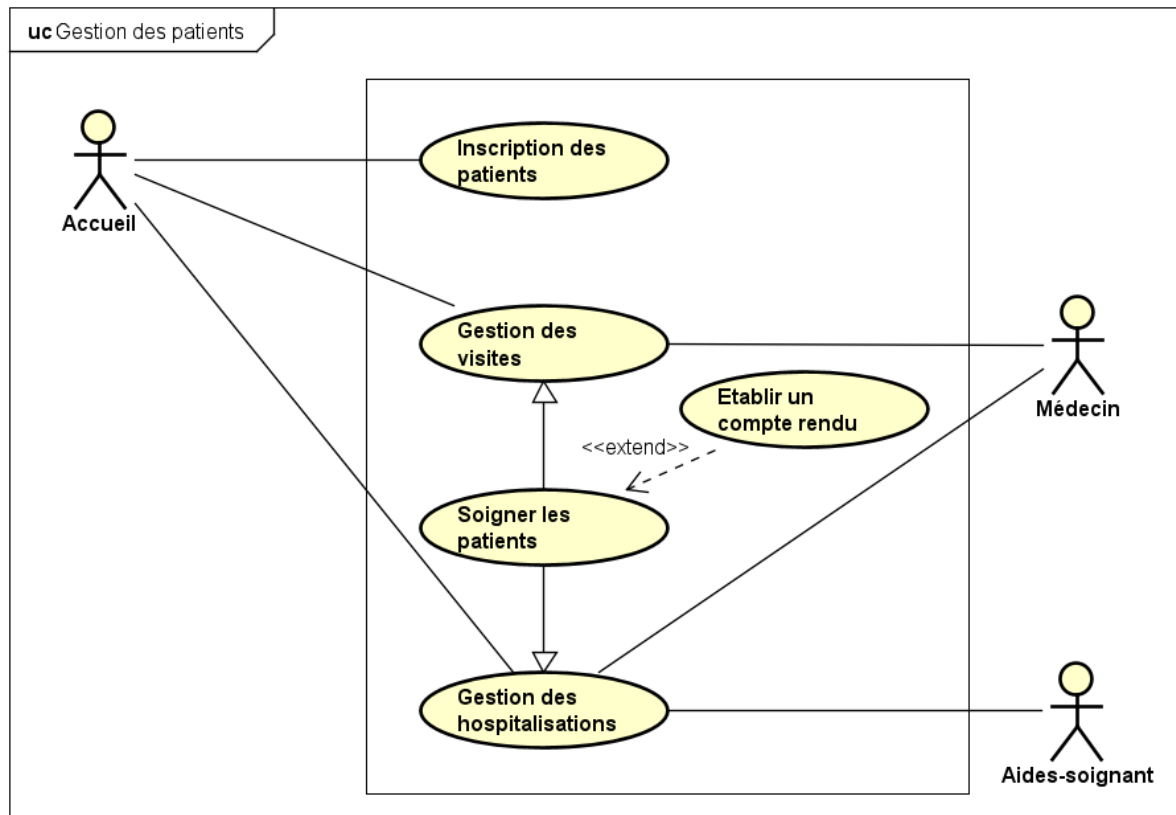 uc Gestion des patients
Inscription des
patients
Accueil
Gestion des
visites
Etablir un
compte rendu
Médecin
<<extend>>
Soigner les
patients
Gestion des
hospitalisations
Aides-soignant